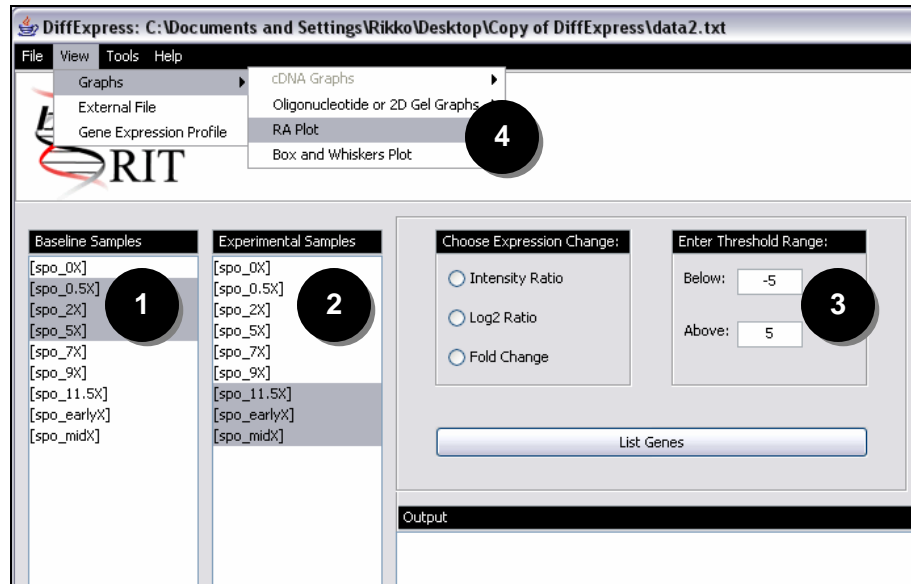 DiffExpress: C:\Documents and Settings\Rikko\Desktop\Copy of DiffExpress\data2.txt
File View Tools Help
Graphs
External File
Gene Expression Profile
cDNA Graphs
Oligonucleotide or 2D Gel Graphs
RA Plot
Box and Whiskers Plot
4
RIT
Baseline Samples
[spo_0X]
[spo_0.5X]
[spo_2X]
[spo_5X]
[spo_7X]
[spo_9X]
[spo_11.5X]
[spo_earlyX]
[spo_midX]
1
Experimental Samples
[spo_0X]
[spo_0.5X]
[spo_2X]
[spo_5X]
[spo_7X]
[spo_9X]
[spo_11.5X]
[spo_earlyX]
[spo_midX]
2
Choose Expression Change:
Intensity Ratio
Log2 Ratio
Fold Change
Enter Threshold Range:
Below: -5
Above: 5
3
List Genes
Output